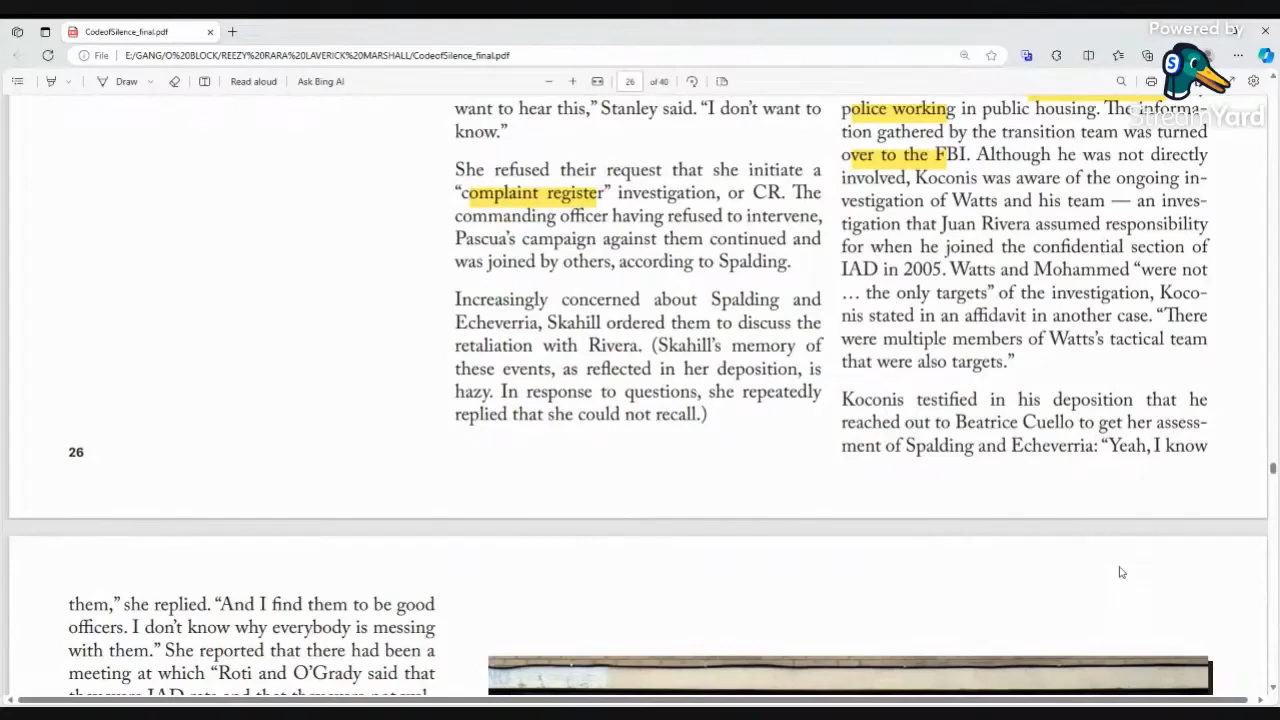 CodeofSilence_final.pdf
Powered by
File
E:/GANG/O%20BLOCK/REEZY%20RARA%20LAVERICK%20MARSHALL/CodeofSilence_final.pdf
Draw
Read aloud
Ask Bing AI
26
of 40
StreamYard
want to hear this,” Stanley said. “I don’t want to
know.”
She refused their request that she initiate a
“complaint register” investigation, or CR. The
commanding officer having refused to intervene,
Pascua’s campaign against them continued and
was joined by others, according to Spalding.
Increasingly concerned about Spalding and
Echeverria, Skahill ordered them to discuss the
retaliation with Rivera. (Skahill’s memory of
these events, as reflected in her deposition, is
hazy. In response to questions, she repeatedly
replied that she could not recall.)
police working in public housing. The informa-
tion gathered by the transition team was turned
over to the FBI. Although he was not directly
involved, Koconis was aware of the ongoing in-
vestigation of Watts and his team — an inves-
tigation that Juan Rivera assumed responsibility
for when he joined the confidential section of
IAD in 2005. Watts and Mohammed “were not
… the only targets” of the investigation, Koco-
nis stated in an affidavit in another case. “There
were multiple members of Watts’s tactical team
that were also targets.”
Koconis testified in his deposition that he
reached out to Beatrice Cuello to get her assess-
ment of Spalding and Echeverria: “Yeah, I know
26
them,” she replied. “And I find them to be good
officers. I don’t know why everybody is messing
with them.” She reported that there had been a
meeting at which “Roti and O’Grady said that